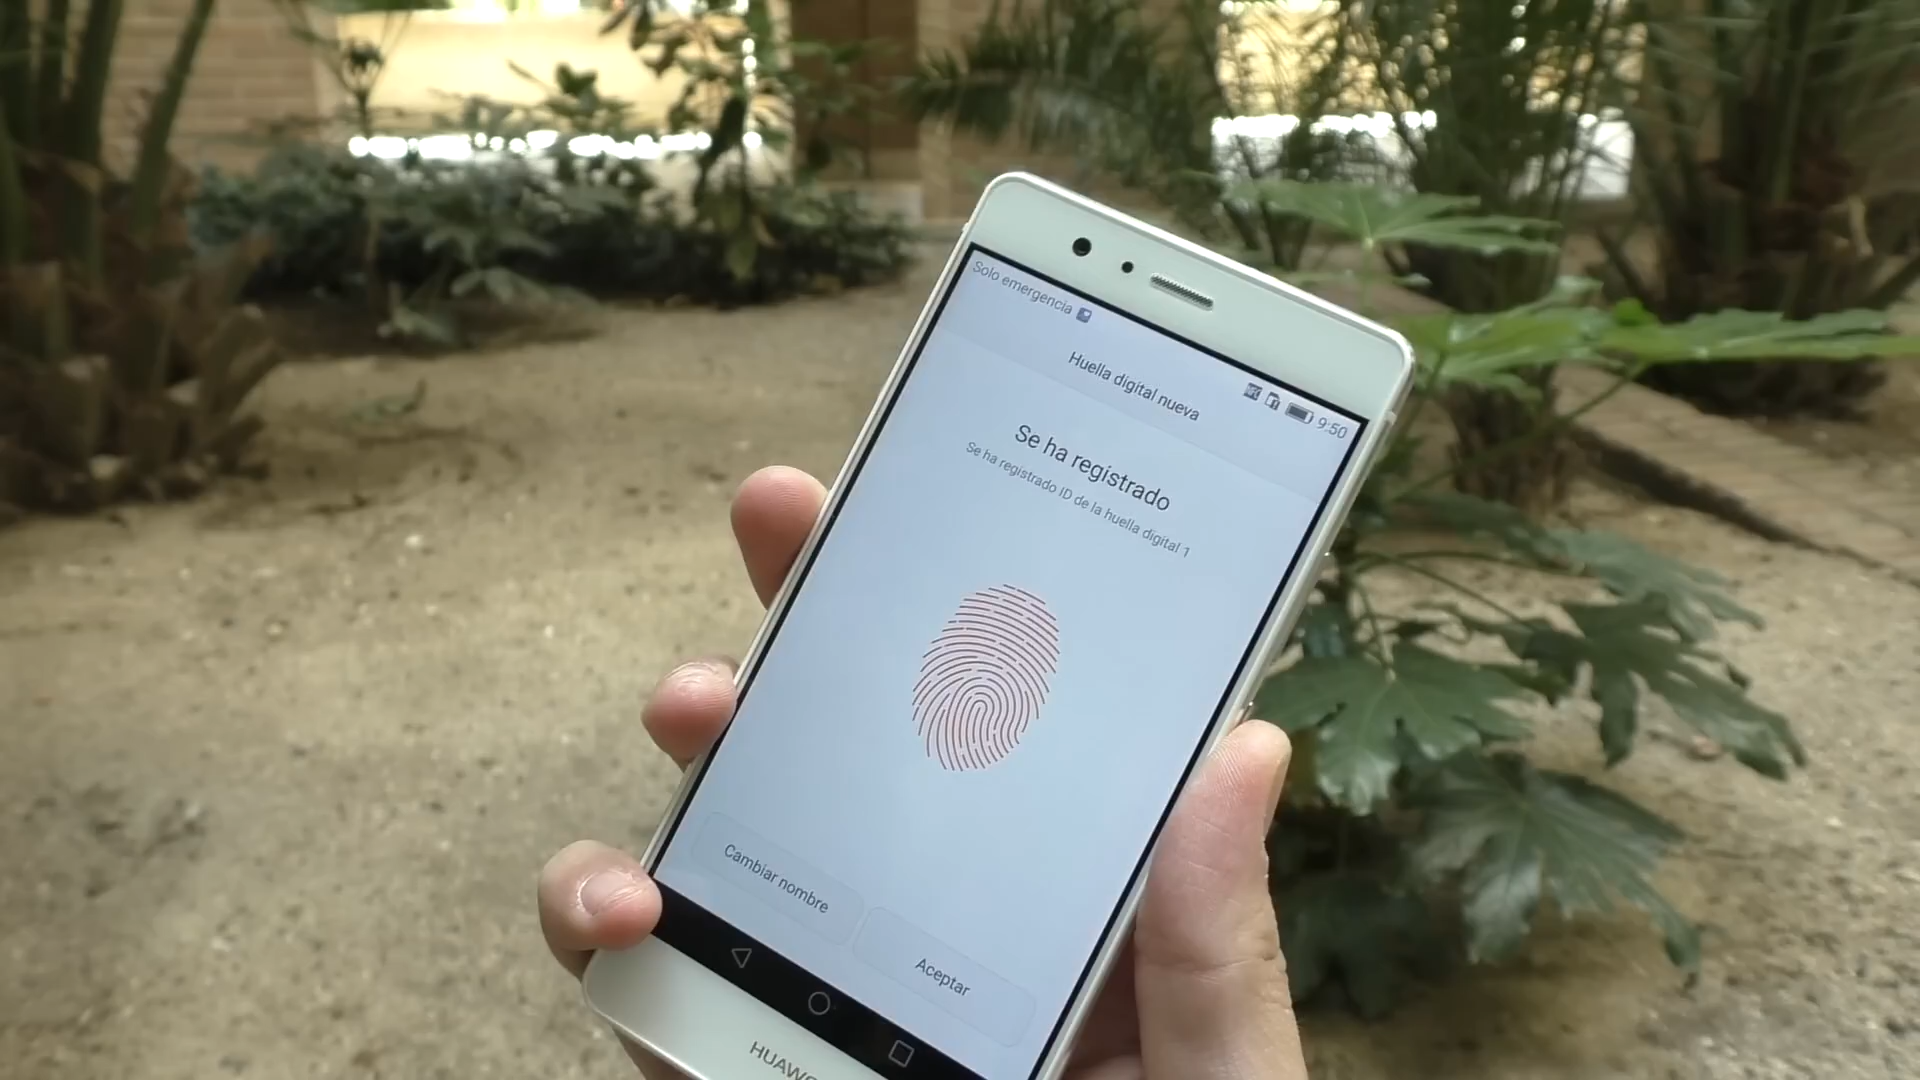 Solo emergencia
9:50
Huella digital nueva
Se ha registrado
Se ha registrado ID de la huella digital 1
Cambiar nombre
Aceptar